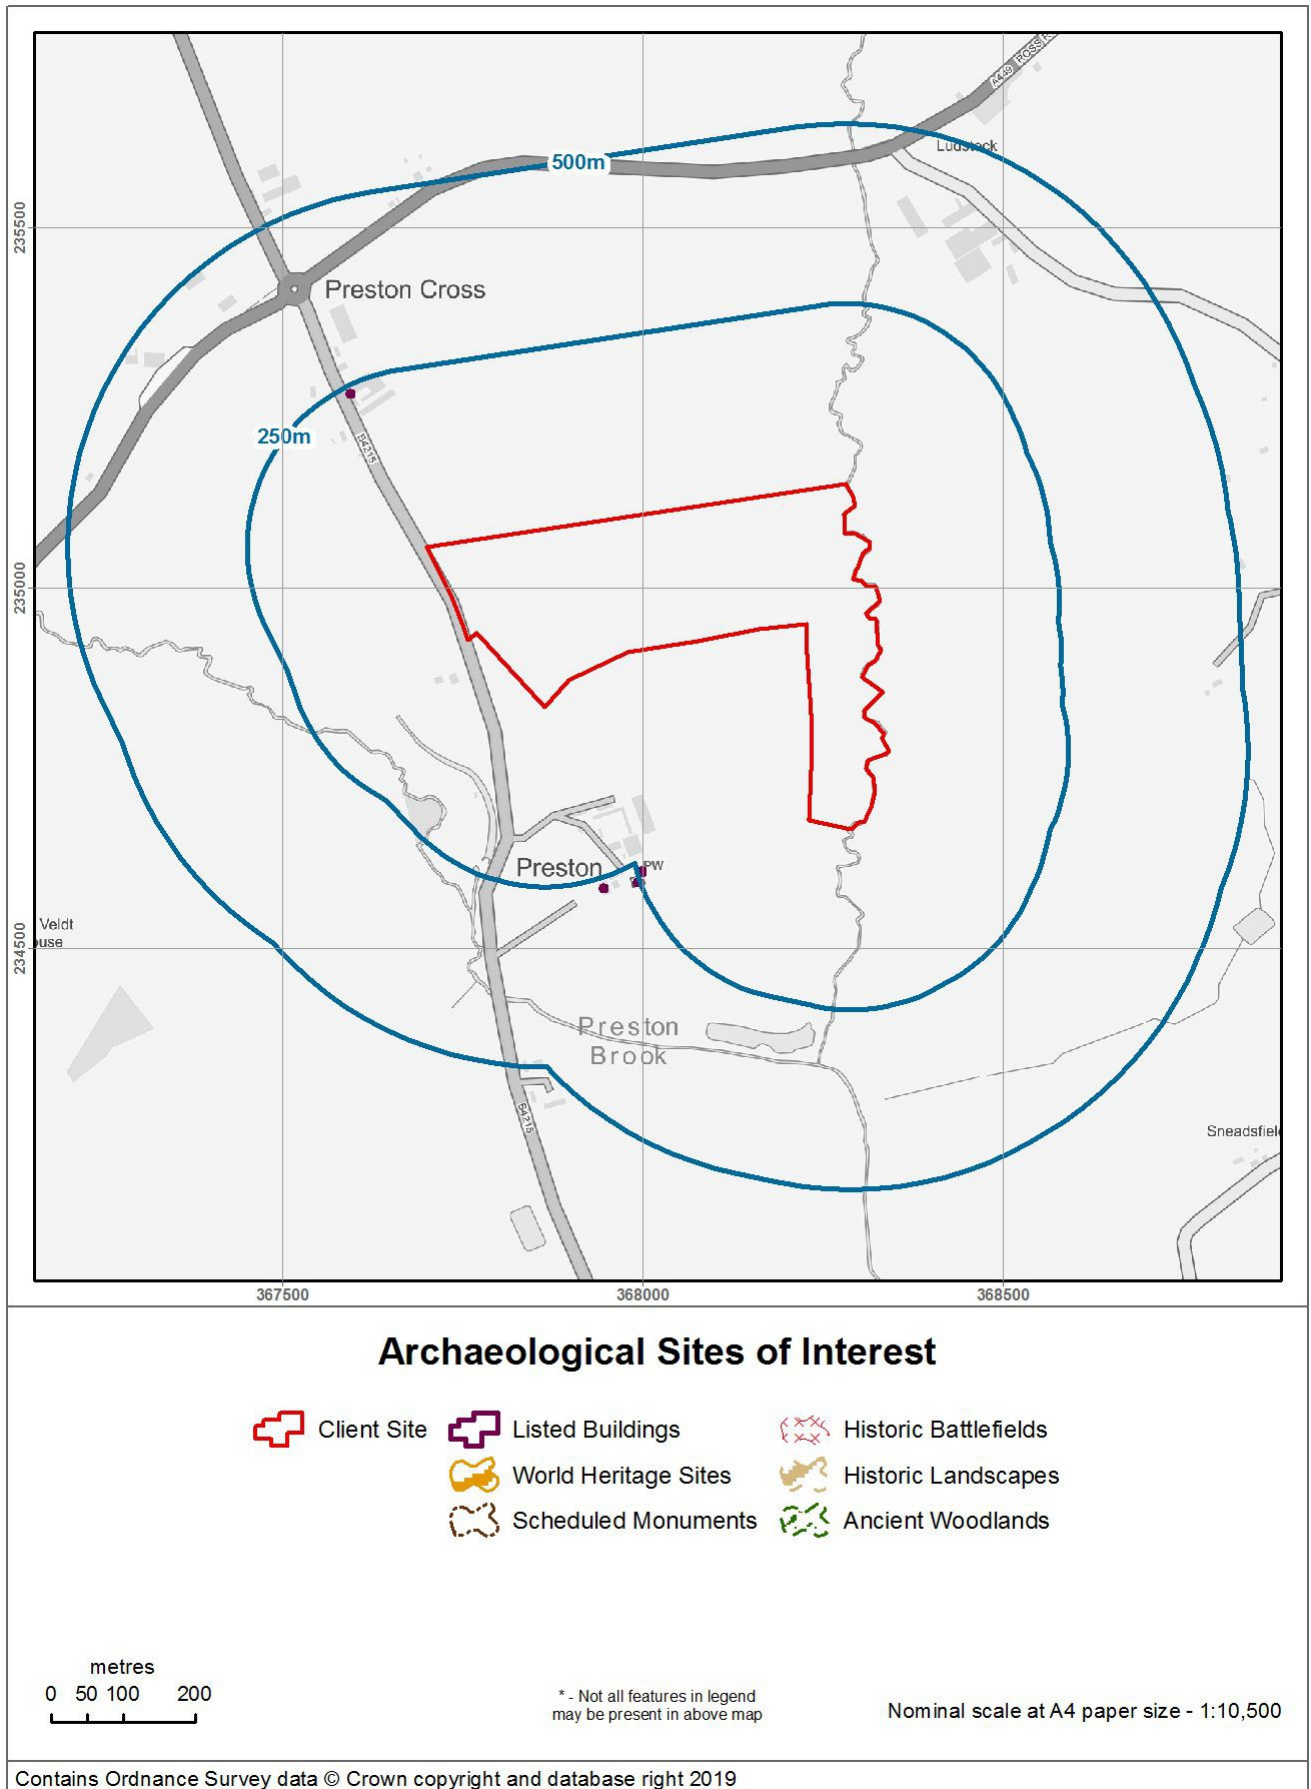 A449 ROSS R
Ludstock
500m
235500
Preston Cross
250m
B4215
235000
Preston
PW
Veldt
ouse
234500
Preston
Brook
B4215
Sneadsfiel
367500
368000
368500
Archaeological Sites of Interest
Client Site
Listed Buildings
Historic Battlefields
World Heritage Sites
Historic Landscapes
Scheduled Monuments
Ancient Woodlands
metres
0 50 100 200
* - Not all features in legend
may be present in above map
Nominal scale at A4 paper size - 1:10,500
Contains Ordnance Survey data © Crown copyright and database right 2019